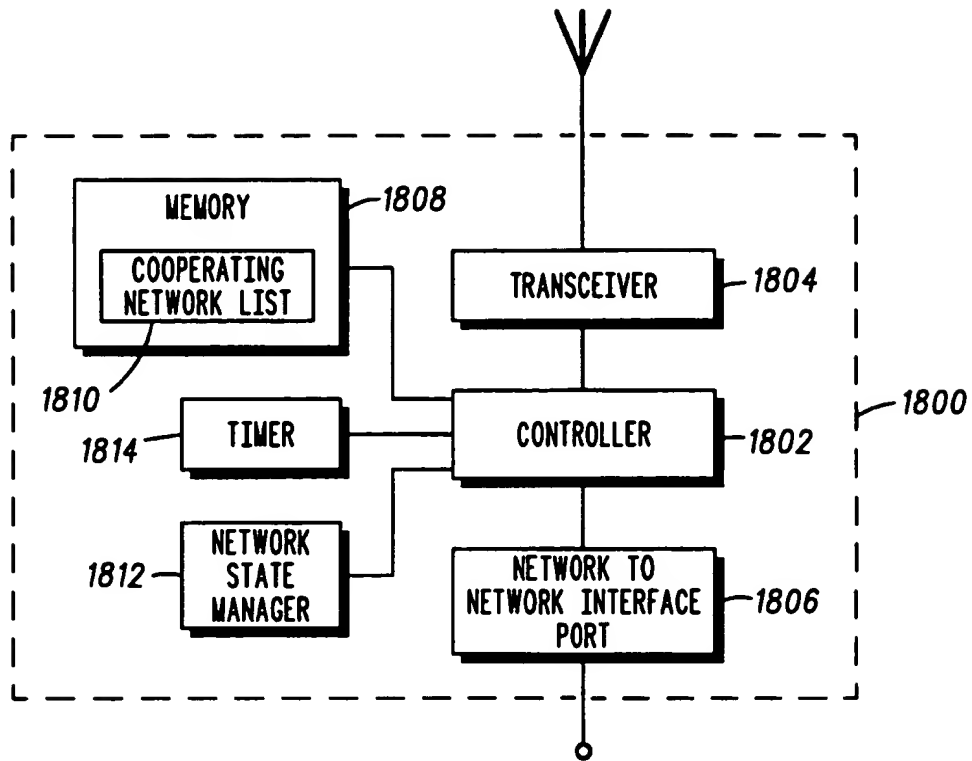 MEMORY
1808
COOPERATING
NETWORK LIST
1810
TRANSCEIVER
1804
1800
TIMER
1814
CONTROLLER
1802
NETWORK
STATE
MANAGER
1812
NETWORK TO
NETWORK INTERFACE
PORT
1806